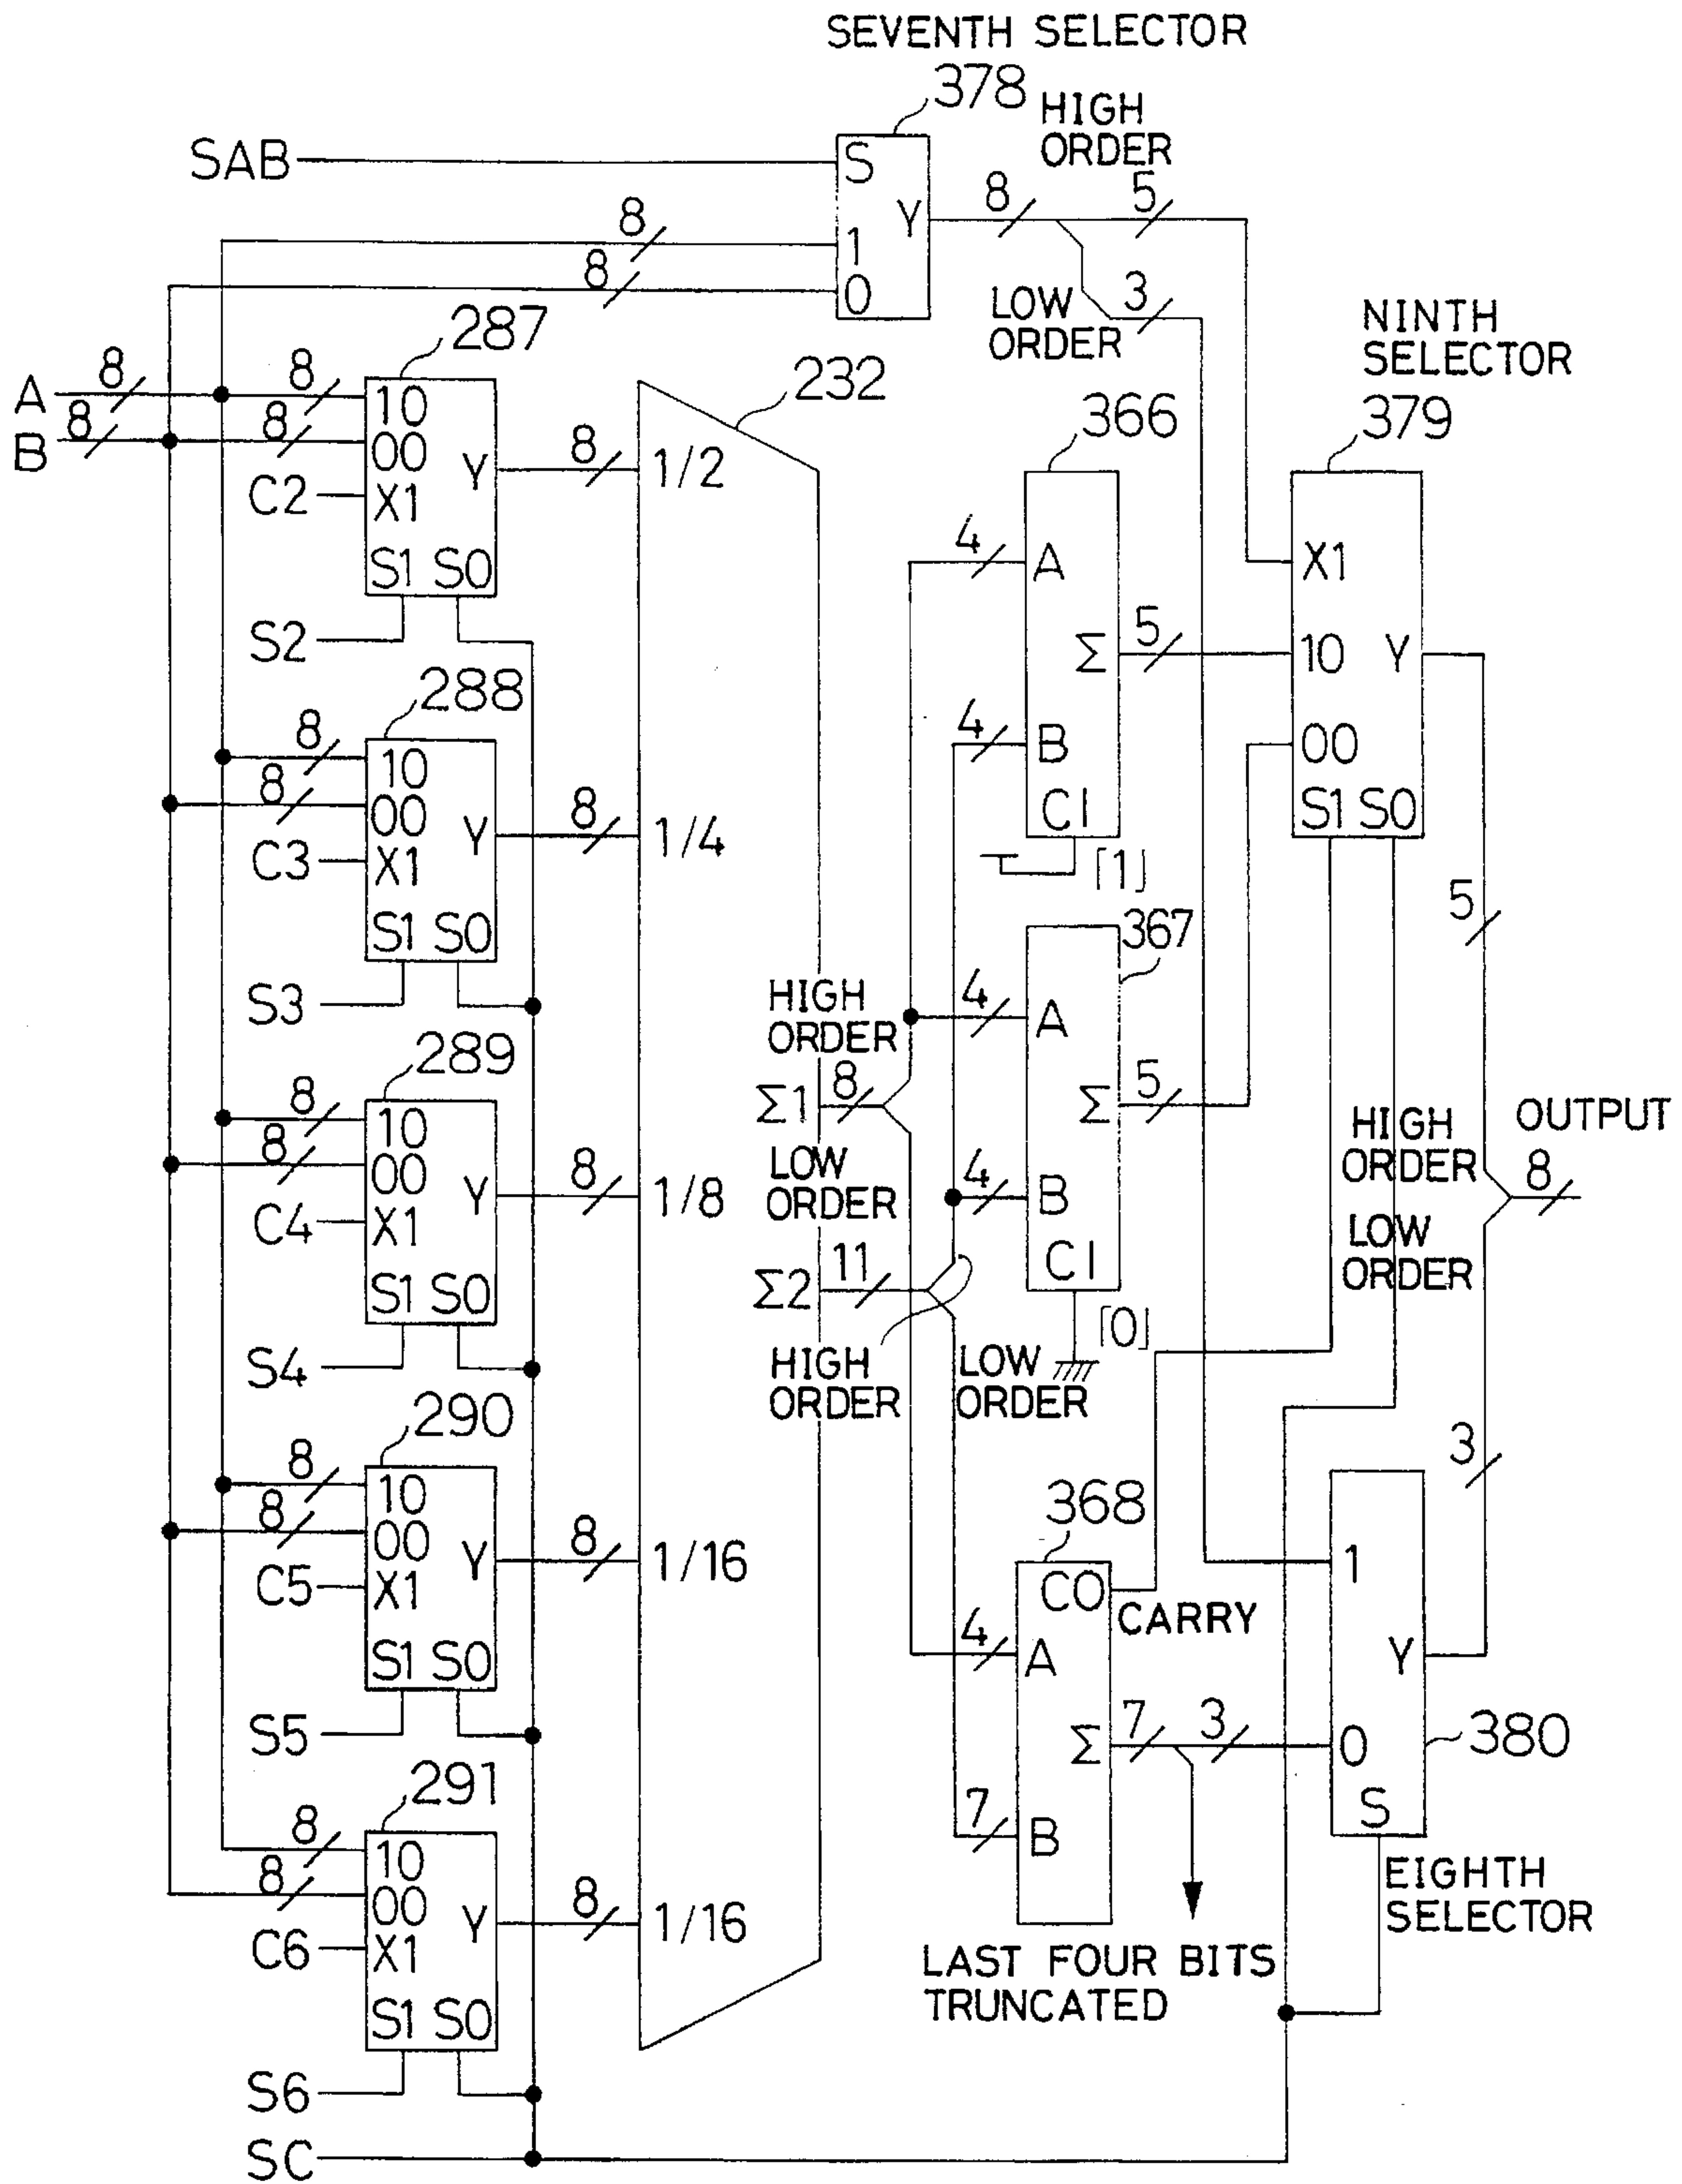 SEVENTH SELECTOR
378
HIGH
ORDER
SAB
S
Y
1
0
8
8
8
5
LOW
ORDER
3
NINTH
SELECTOR
379
A
B
8
8
287
8
8
10
00
X1
Y
S1 S0
C2
S2
8
1/2
232
366
4
A
4
B
Σ
5
CI
「1」
X1
10
00
Y
S1 S0
5
288
8
8
10
00
X1
Y
S1 S0
C3
S3
8
1/4
367
4
A
4
B
Σ
5
CI
「0」
HIGH
ORDER
Σ1
8
LOW
ORDER
Σ2
11
HIGH
ORDER
LOW
ORDER
289
8
8
10
00
X1
Y
S1 S0
C4
S4
8
1/8
HIGH
ORDER
LOW
ORDER
OUTPUT
8
3
290
8
8
10
00
X1
Y
S1 S0
C5
S5
8
1/16
368
CO
CARRY
4
A
Σ
7
3
7
B
1
Y
0
S
380
EIGHTH
SELECTOR
291
8
8
10
00
X1
Y
S1 S0
C6
S6
8
1/16
LAST FOUR BITS
TRUNCATED
SC